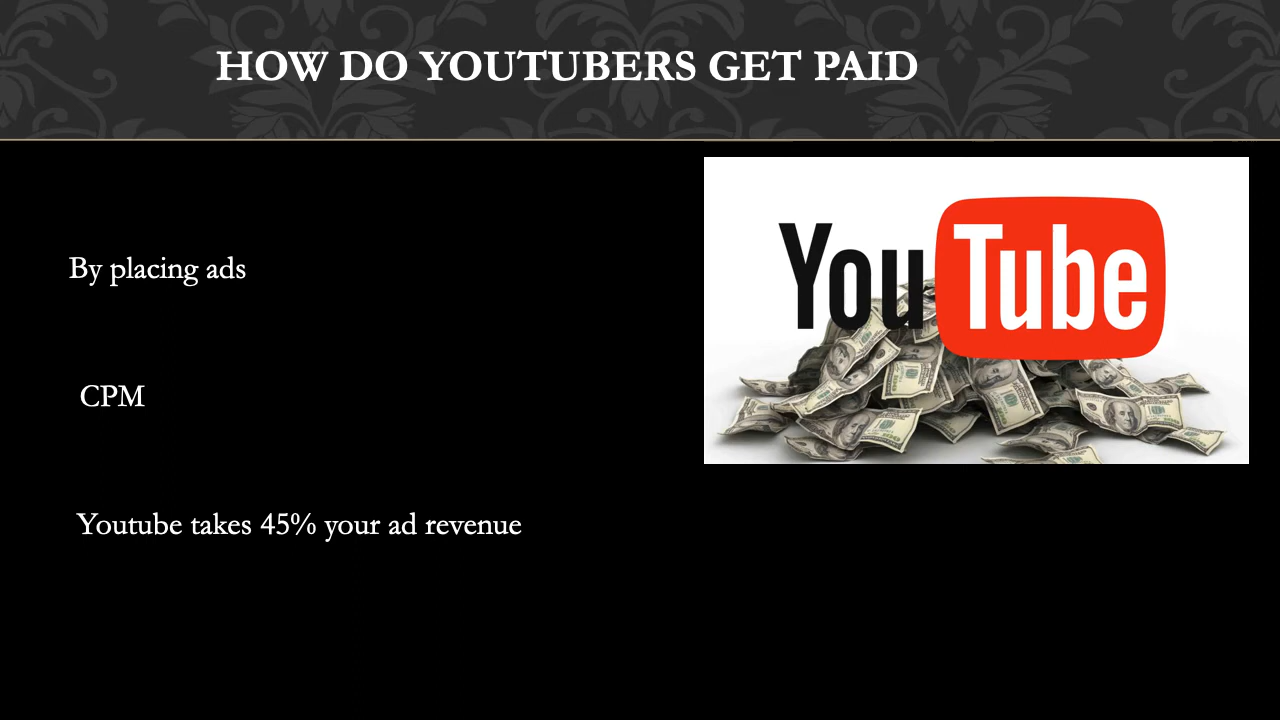 HOW DO YOUTUBERS GET PAID
By placing ads
YouTube
CPM
Youtube takes 45% your ad revenue